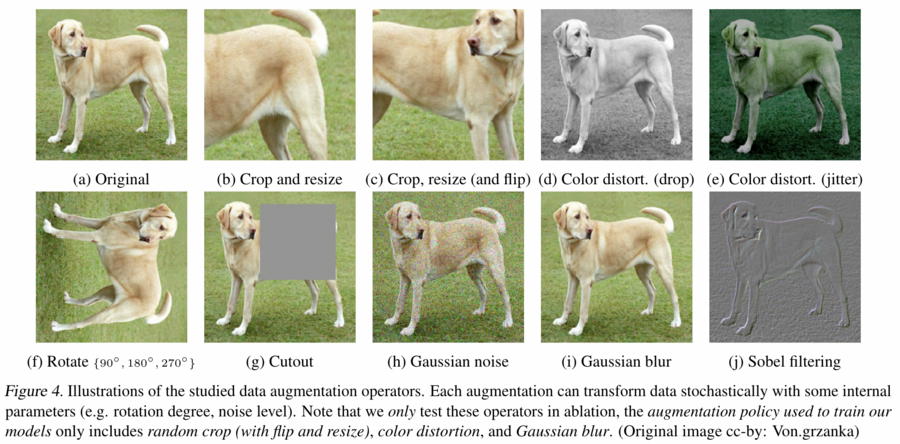 (a) Original
(b) Crop and resize
(c) Crop, resize (and flip)
(d) Color distort. (drop)
(e) Color distort. (jitter)
(f) Rotate {90°, 180°, 270°}
(g) Cutout
(h) Gaussian noise
(i) Gaussian blur
(j) Sobel filtering
Figure 4. Illustrations of the studied data augmentation operators. Each augmentation can transform data stochastically with some internal
parameters (e.g. rotation degree, noise level). Note that we only test these operators in ablation, the augmentation policy used to train our
models only includes random crop (with flip and resize), color distortion, and Gaussian blur. (Original image cc-by: Von.grzanka)